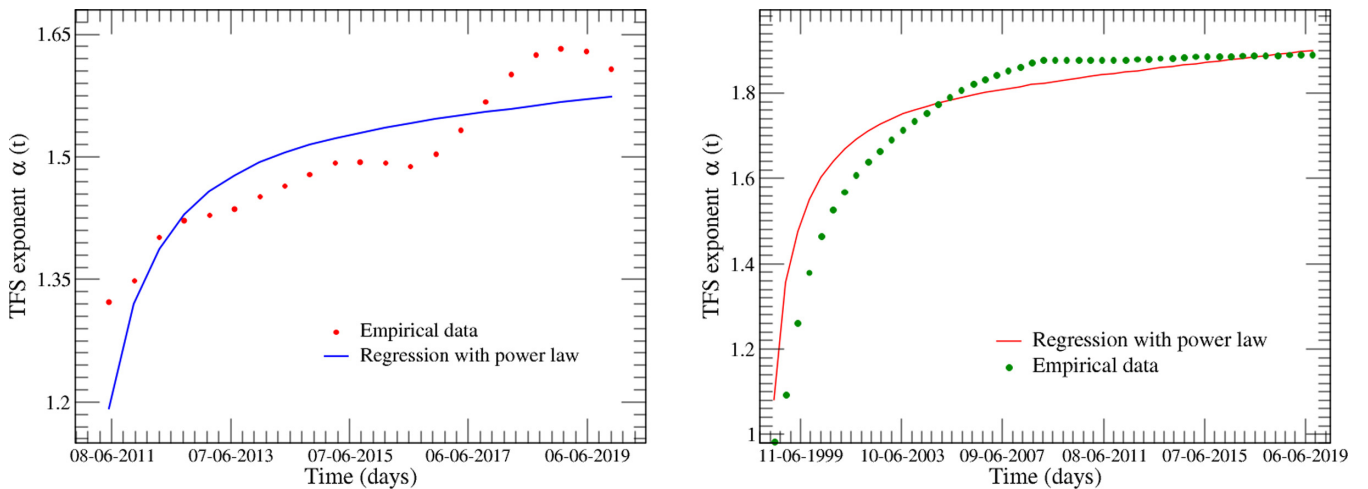 1.65
1.5
1.35
1.2
TFS exponent α (t)
Empirical data
Regression with power law
08-06-2011 07-06-2013 07-06-2015 06-06-2017 06-06-2019
Time (days)
1.8
1.6
1.4
1.2
1
TFS exponent α (t)
Regression with power law
Empirical data
11-06-1999 10-06-2003 09-06-2007 08-06-2011 07-06-2015 06-06-2019
Time (days)